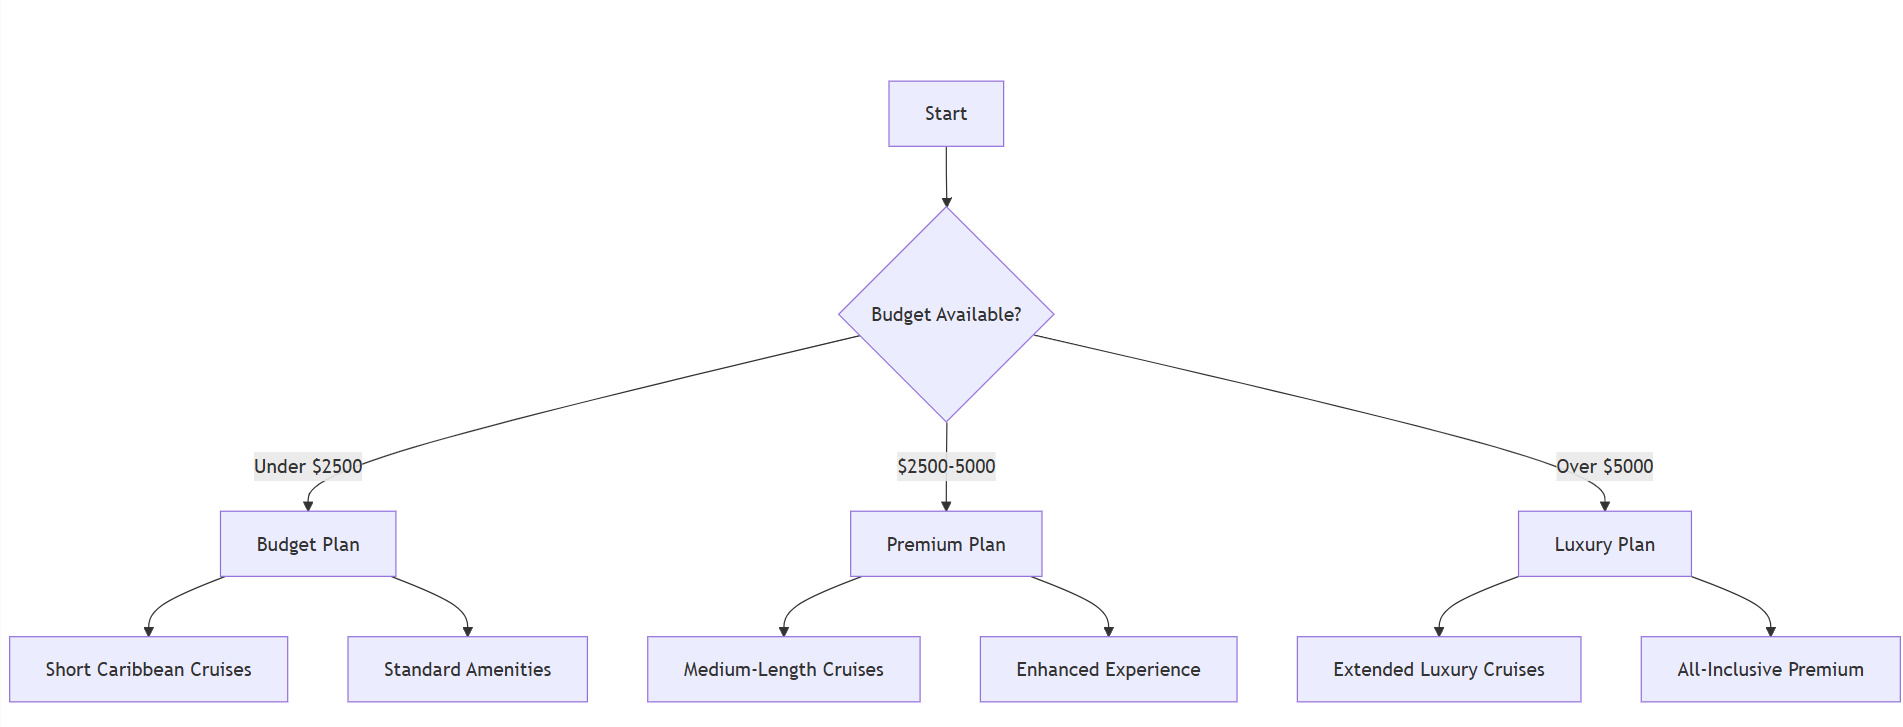 Start
Budget Available?
Under $2500
$2500-5000
Over $5000
Budget Plan
Premium Plan
Luxury Plan
Short Caribbean Cruises
Standard Amenities
Medium-Length Cruises
Enhanced Experience
Extended Luxury Cruises
All-Inclusive Premium